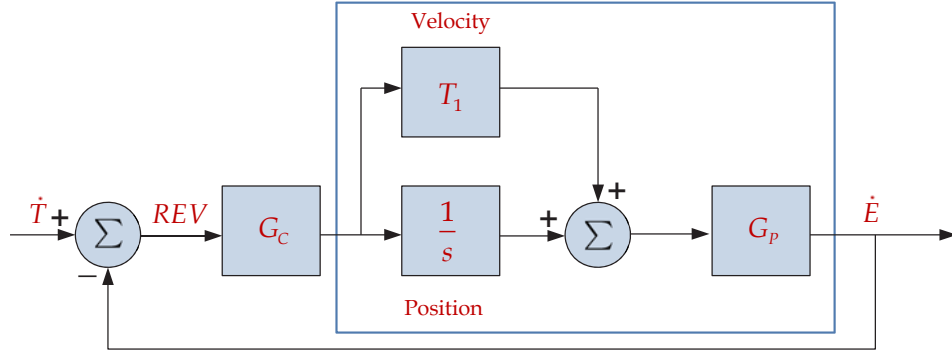 Velocity
T₁
+
Ṫ
+
Σ
−
REV
G_C
1/s
+
Σ
G_P
Ė
Position